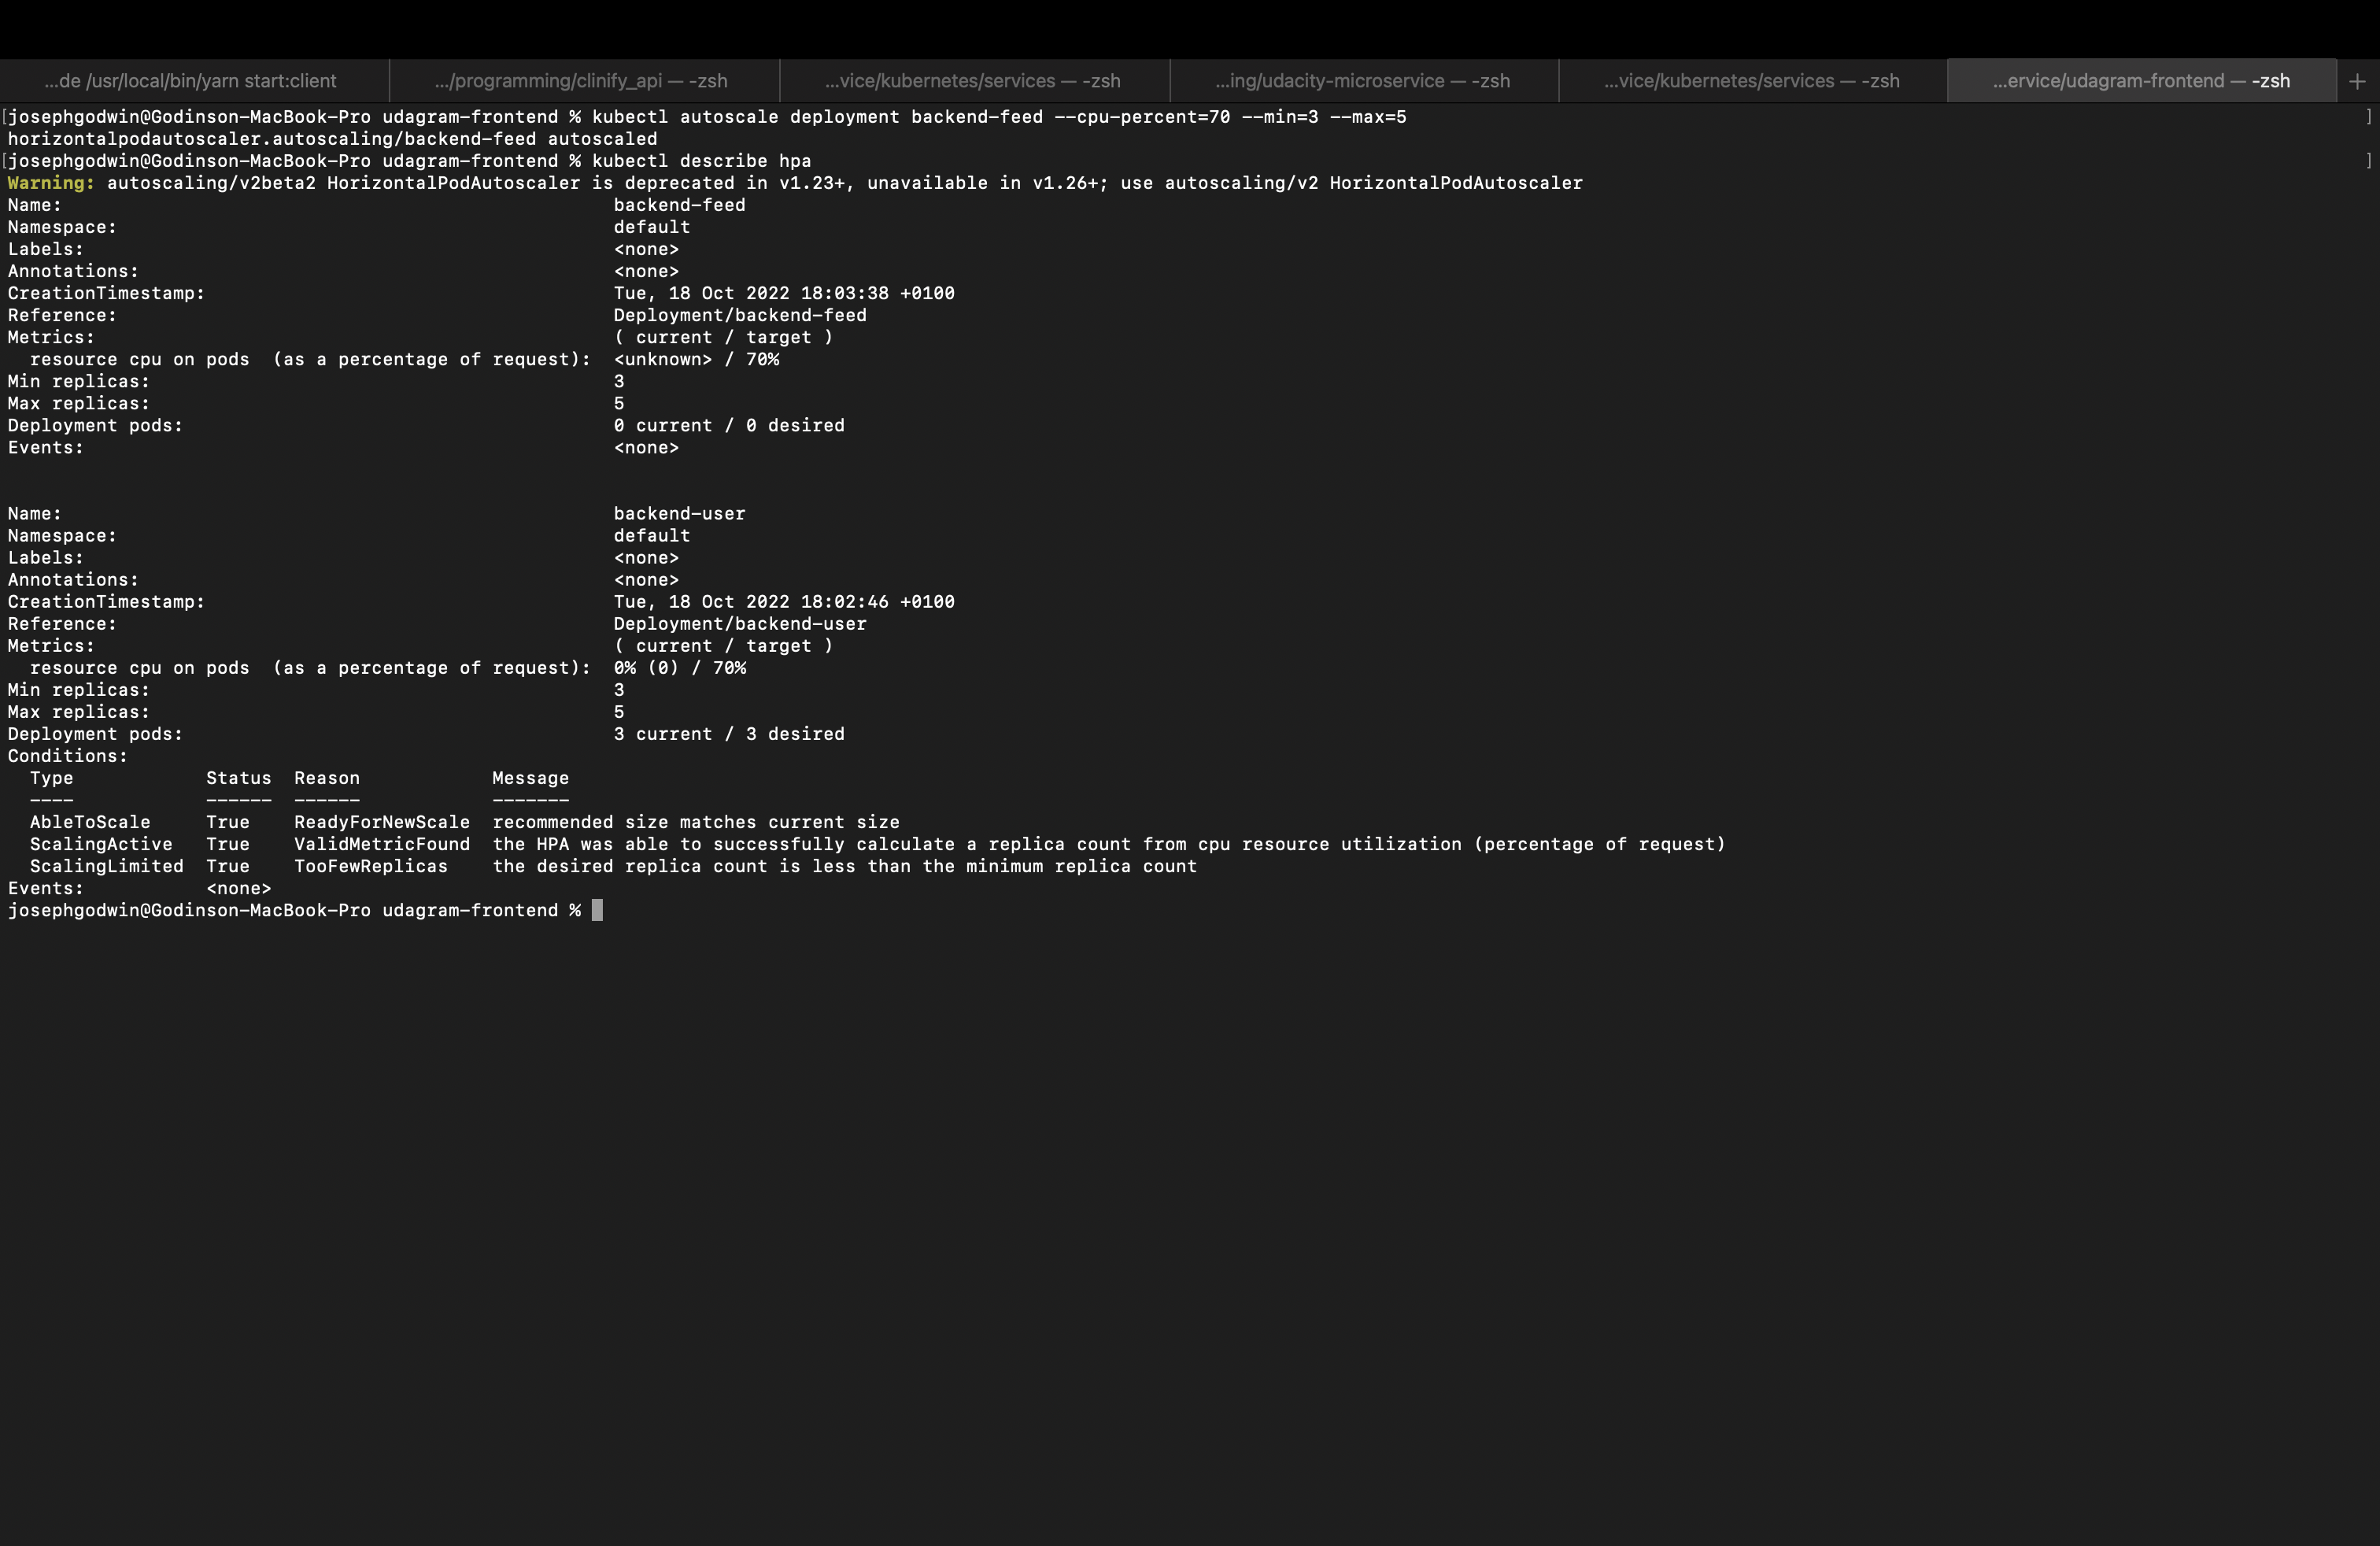 ...de /usr/local/bin/yarn start:client
.../programming/clinify_api — -zsh
...vice/kubernetes/services — -zsh
...ing/udacity-microservice — -zsh
...vice/kubernetes/services — -zsh
...ervice/udagram-frontend — -zsh
+
[josephgodwin@Godinson-MacBook-Pro udagram-frontend % kubectl autoscale deployment backend-feed --cpu-percent=70 --min=3 --max=5 ]
horizontalpodautoscaler.autoscaling/backend-feed autoscaled
[josephgodwin@Godinson-MacBook-Pro udagram-frontend % kubectl describe hpa ]
Warning: autoscaling/v2beta2 HorizontalPodAutoscaler is deprecated in v1.23+, unavailable in v1.26+; use autoscaling/v2 HorizontalPodAutoscaler
Name: backend-feed
Namespace: default
Labels: <none>
Annotations: <none>
CreationTimestamp: Tue, 18 Oct 2022 18:03:38 +0100
Reference: Deployment/backend-feed
Metrics: ( current / target )
resource cpu on pods (as a percentage of request): <unknown> / 70%
Min replicas: 3
Max replicas: 5
Deployment pods: 0 current / 0 desired
Events: <none>
Name: backend-user
Namespace: default
Labels: <none>
Annotations: <none>
CreationTimestamp: Tue, 18 Oct 2022 18:02:46 +0100
Reference: Deployment/backend-user
Metrics: ( current / target )
resource cpu on pods (as a percentage of request): 0% (0) / 70%
Min replicas: 3
Max replicas: 5
Deployment pods: 3 current / 3 desired
Conditions:
Type Status Reason Message
---- ------ ------ -------
AbleToScale True ReadyForNewScale recommended size matches current size
ScalingActive True ValidMetricFound the HPA was able to successfully calculate a replica count from cpu resource utilization (percentage of request)
ScalingLimited True TooFewReplicas the desired replica count is less than the minimum replica count
Events: <none>
josephgodwin@Godinson-MacBook-Pro udagram-frontend %